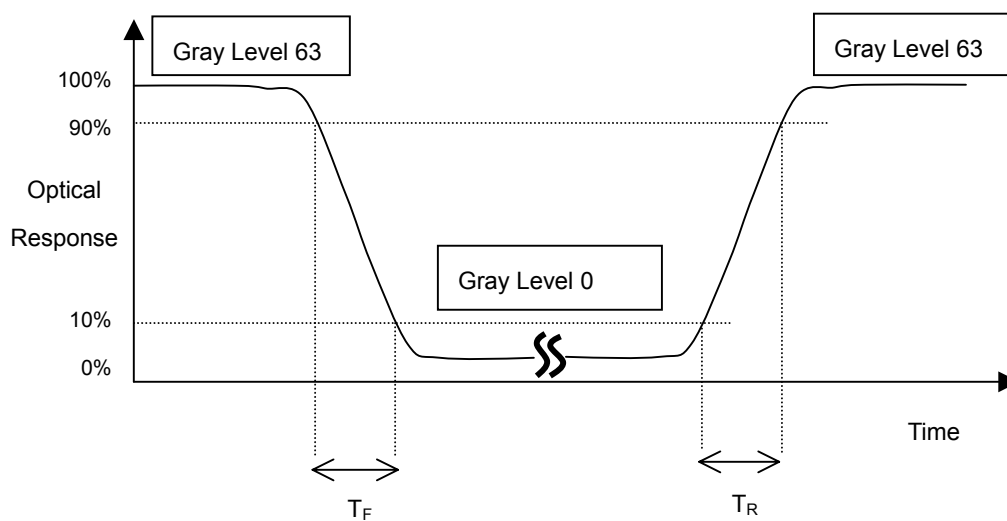 Gray Level 63
Gray Level 63
100%
90%
Optical
Response
Gray Level 0
10%
0%
Time
TF
TR